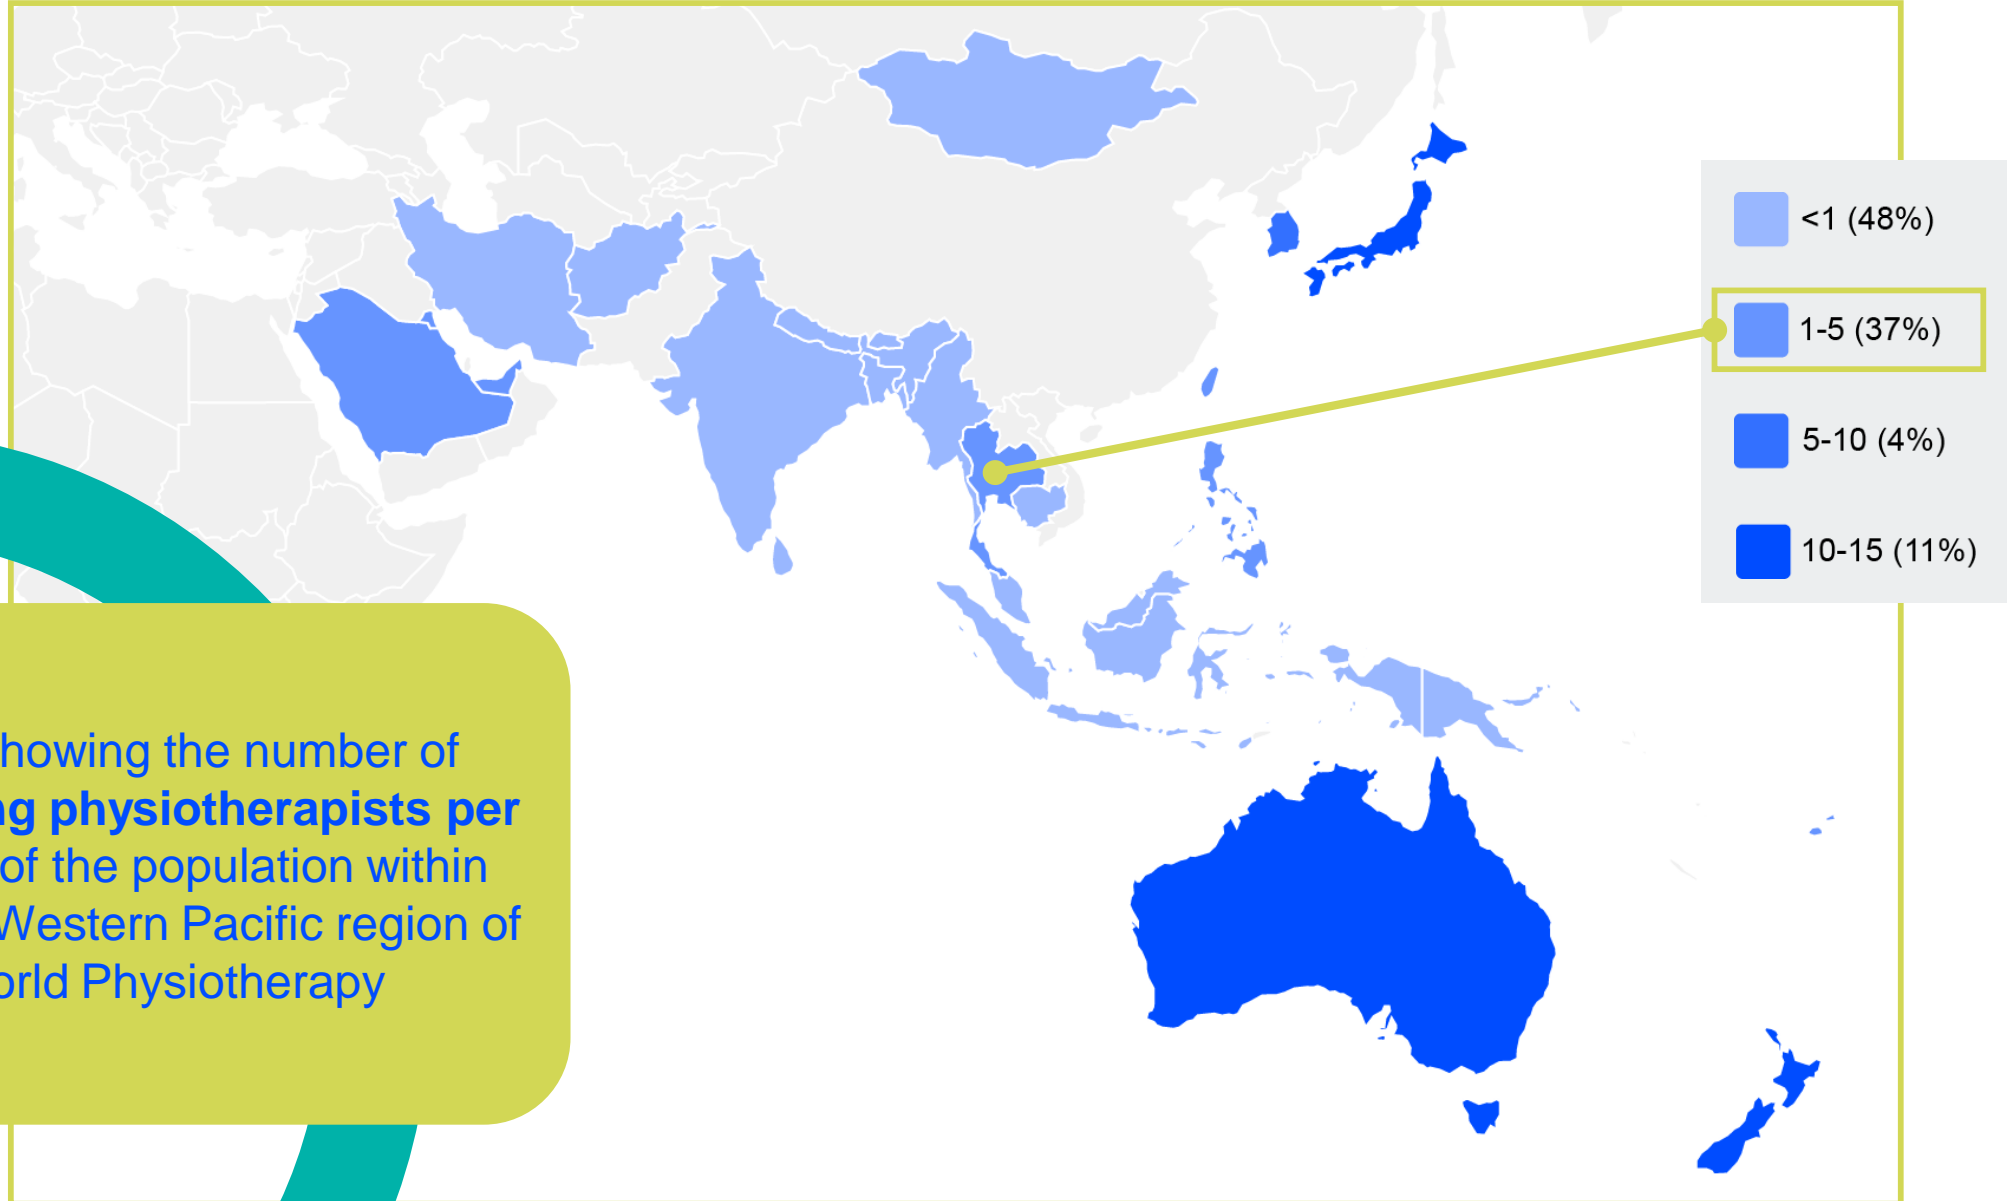 <1 (48%)
1-5 (37%)
5-10 (4%)
10-15 (11%)
howing the number of
ng physiotherapists per
of the population within
Western Pacific region of
orld Physiotherapy